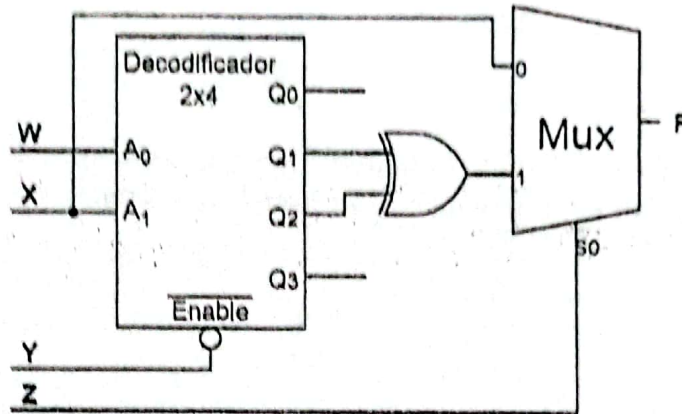 Decodificador
2x4
Q0
0
F
W
A0
Q1
Mux
X
A1
Q2
1
S0
Q3
Enable
Y
Z